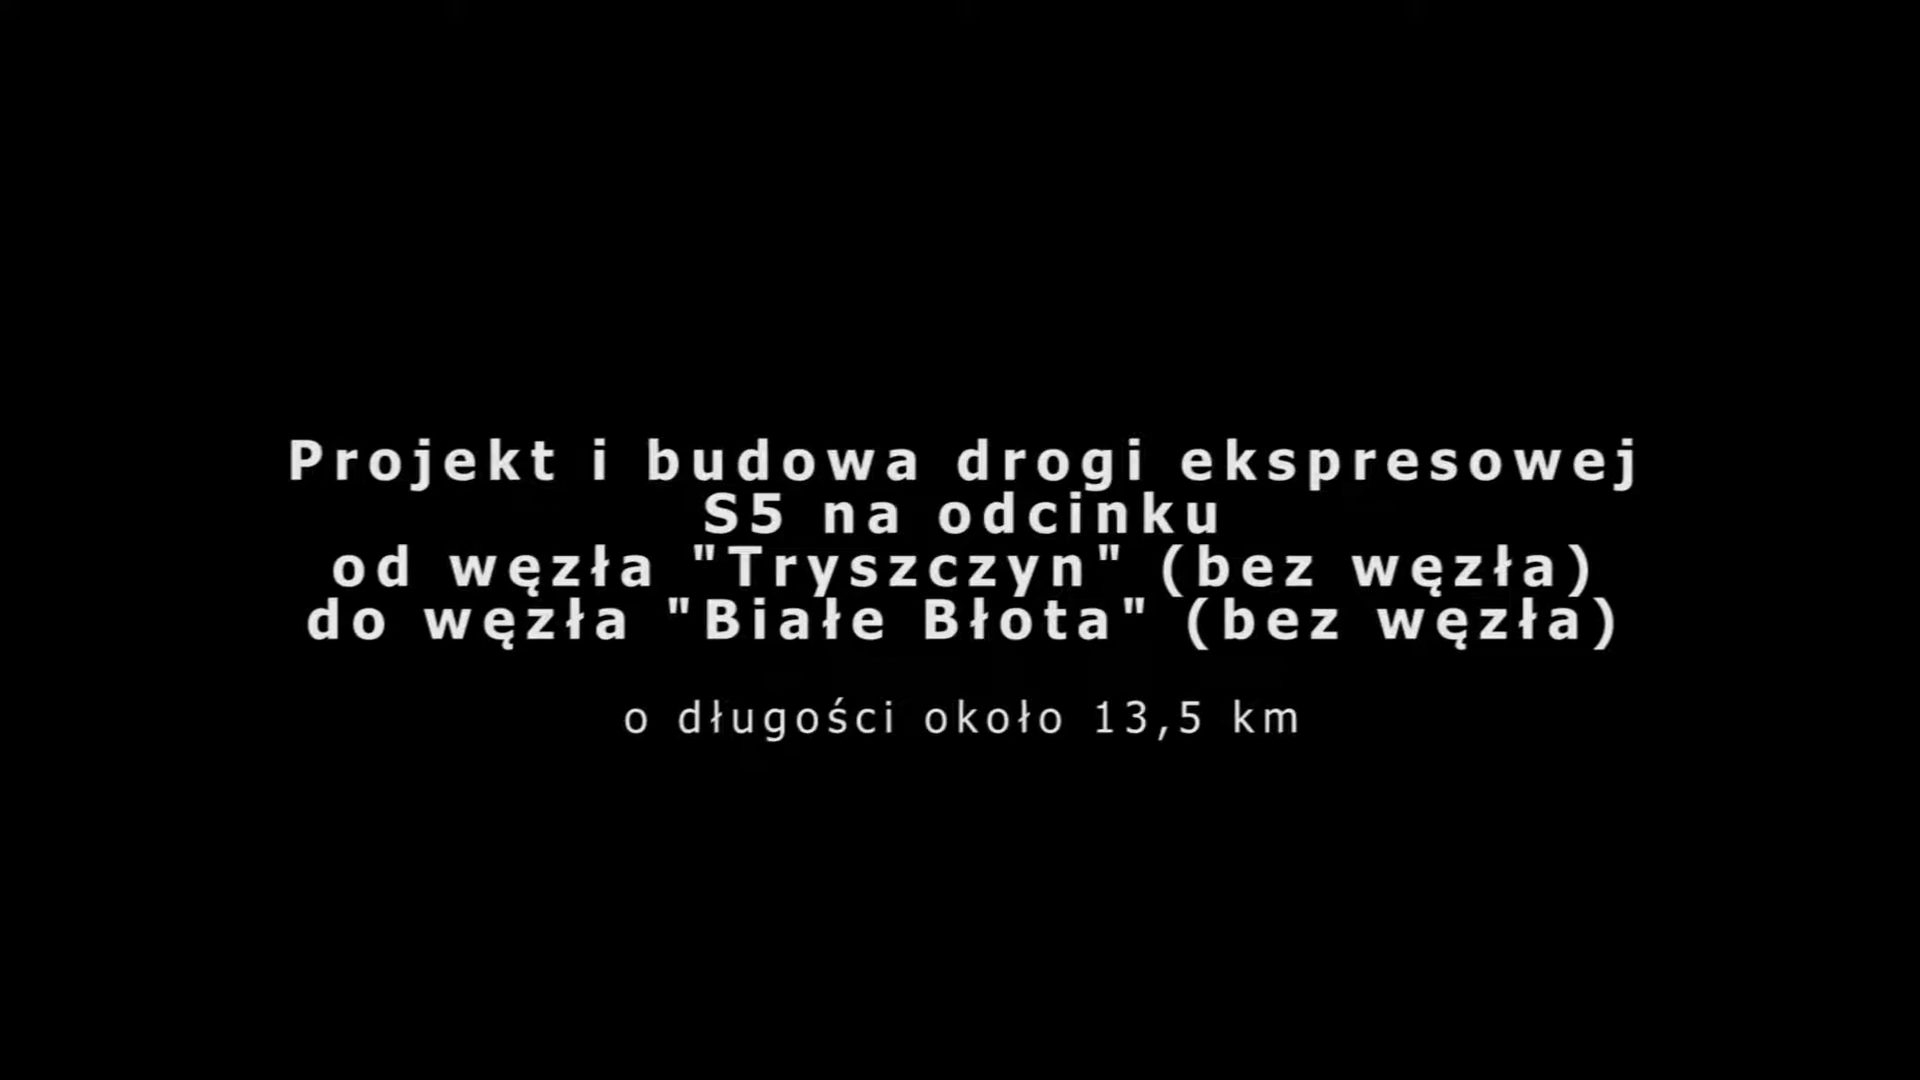 Projekt i budowa drogi ekspresowej
S5 na odcinku
od węzła "Tryszczyn" (bez węzła)
do węzła "Białe Błota" (bez węzła)
o długości około 13,5 km